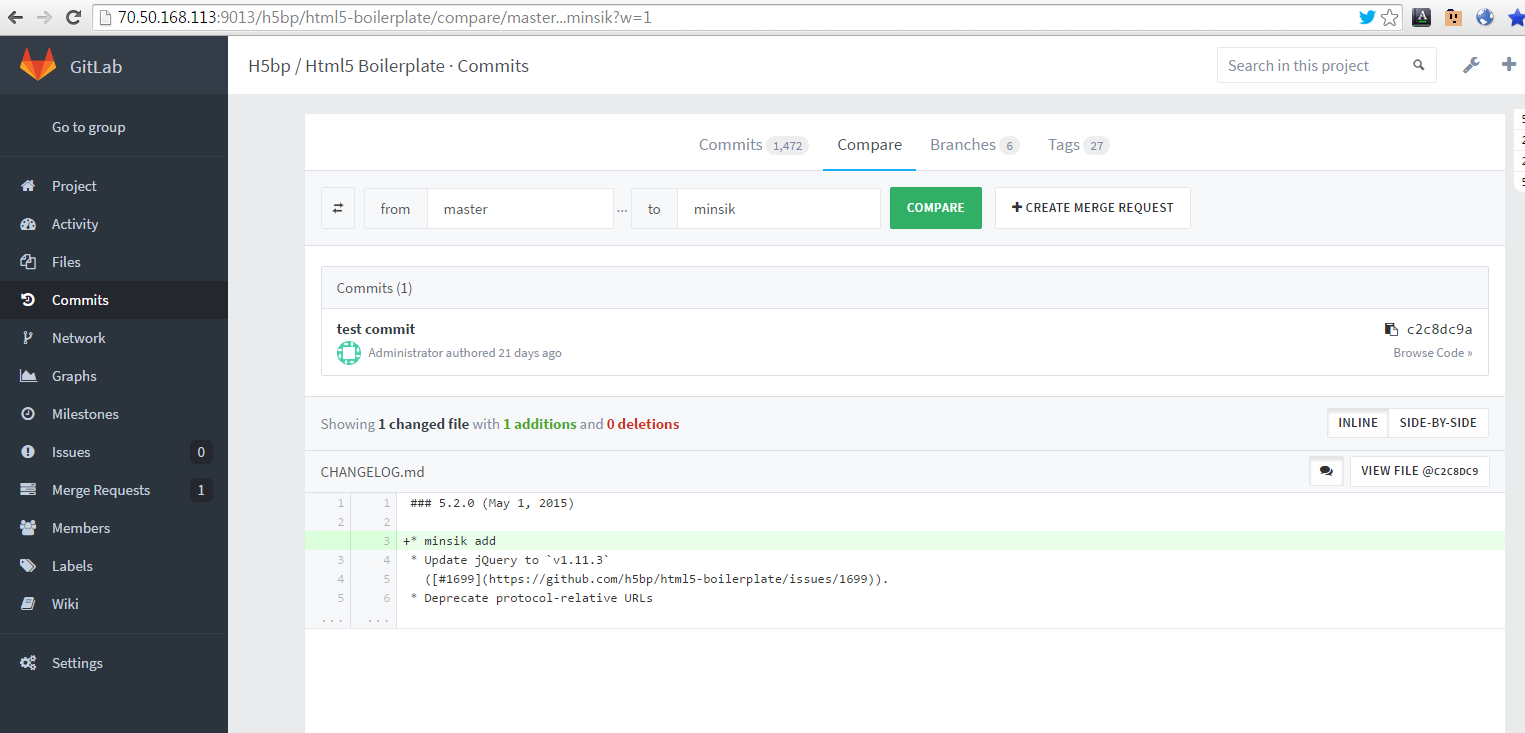 70.50.168.113:9013/h5bp/html5-boilerplate/compare/master...minsik?w=1
GitLab
H5bp / Html5 Boilerplate · Commits
Search in this project
Go to group
Project
Activity
Files
Commits
Network
Graphs
Milestones
Issues 0
Merge Requests 1
Members
Labels
Wiki
Settings
Commits 1,472 Compare Branches 6 Tags 27
from master ... to minsik COMPARE CREATE MERGE REQUEST
Commits (1)
test commit c2c8dc9a
Administrator authored 21 days ago Browse Code »
Showing 1 changed file with 1 additions and 0 deletions INLINE SIDE-BY-SIDE
CHANGELOG.md VIEW FILE @C2C8DC9
1 1 ### 5.2.0 (May 1, 2015)
2 2
3 +* minsik add
3 4 * Update jQuery to `v1.11.3`
4 5 ([#1699](https://github.com/h5bp/html5-boilerplate/issues/1699)).
5 6 * Deprecate protocol-relative URLs
... ...